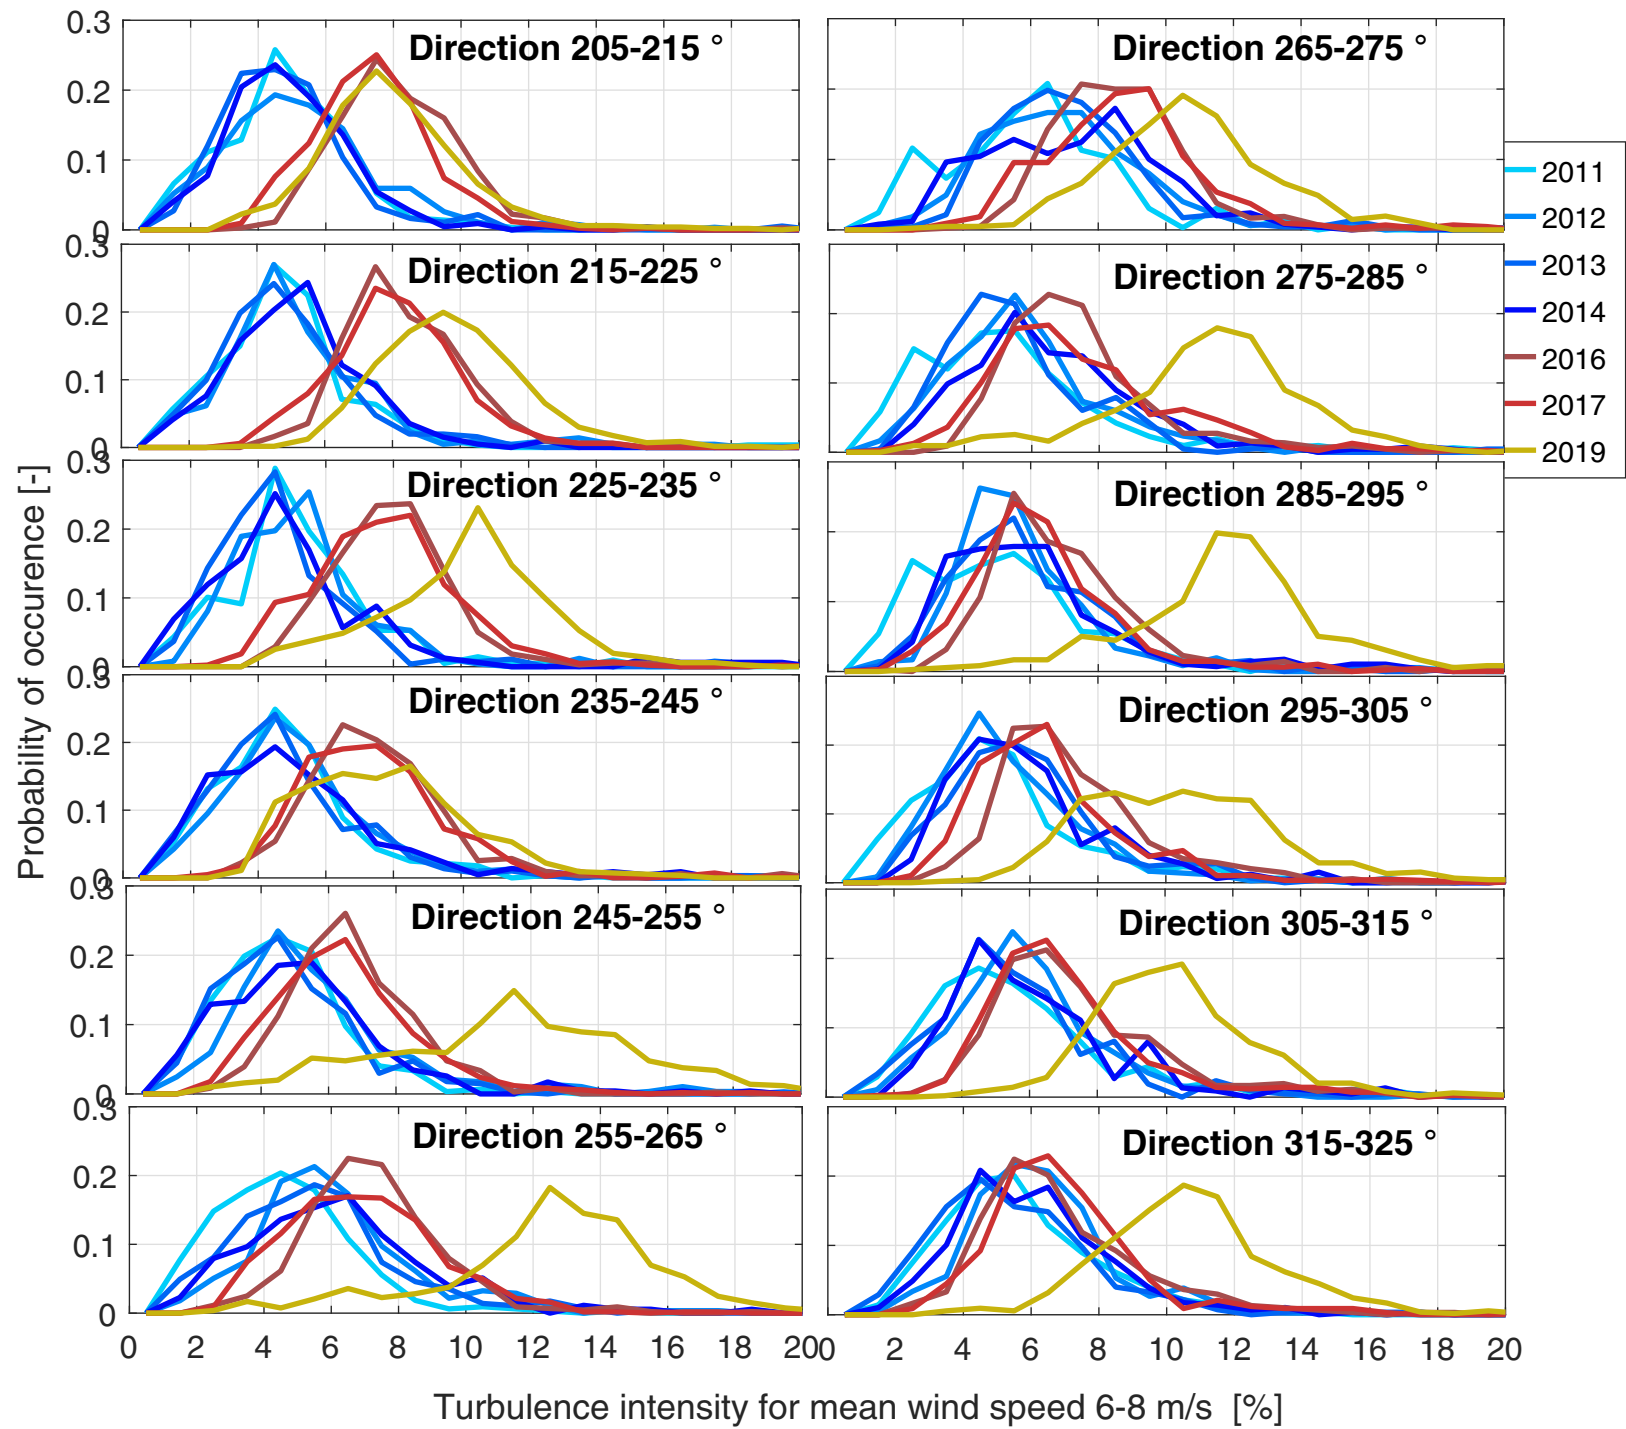 Direction 205-215 °
0.3
0.2
0.1
0
Direction 215-225 °
0.3
0.2
0.1
0
Direction 225-235 °
0.3
0.2
0.1
0
Direction 235-245 °
0.3
0.2
0.1
0
Direction 245-255 °
0.3
0.2
0.1
0
Direction 255-265 °
0.3
0.2
0.1
0
0 2 4 6 8 10 12 14 16 18 20
Direction 265-275 °
Direction 275-285 °
Direction 285-295 °
Direction 295-305 °
Direction 305-315 °
Direction 315-325 °
0 2 4 6 8 10 12 14 16 18 20
2011
2012
2013
2014
2016
2017
2019
Probability of occurence [-]
Turbulence intensity for mean wind speed 6-8 m/s [%]